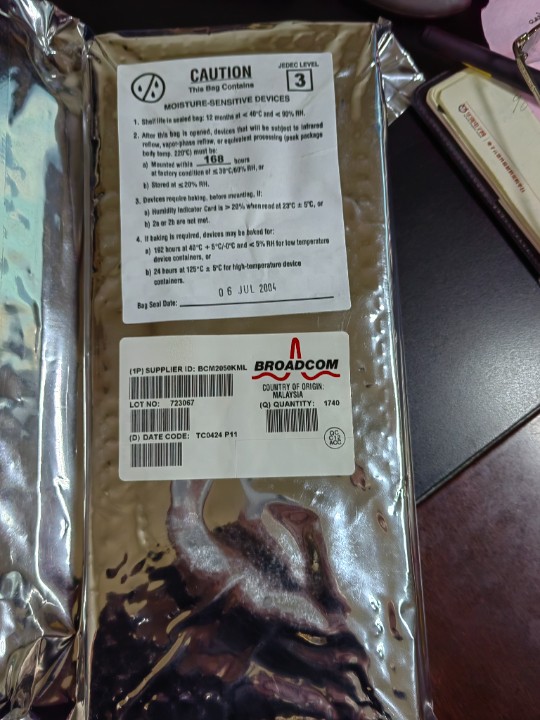 CAUTION
This Bag Contains
MOISTURE-SENSITIVE DEVICES
JEDEC LEVEL
3
1. Shelf life in sealed bag: 12 months at < 40°C and < 90% RH.
2. After this bag is opened, devices that will be subject to infrared
reflow, vapor-phase reflow, or equivalent processing (peak package
body temp. 220°C) must be:
a) Mounted within 168 hours
at factory condition of ≤ 30°C/60% RH, or
b) Stored at ≤ 20% RH.
3. Devices require baking, before mounting, if:
a) Humidity Indicator Card is > 20% when read at 23°C ± 5°C, or
b) 2a or 2b are not met.
4. If baking is required, devices may be baked for:
a) 192 hours at 40°C + 5°C/-0°C and < 5% RH for low temperature
device containers, or
b) 24 hours at 125°C ± 5°C for high-temperature device
containers.
Bag Seal Date: 06 JUL 2004
(1P) SUPPLIER ID: BCM2050KML
BROADCOM
COUNTRY OF ORIGIN:
MALAYSIA
LOT NO: 723067
(Q) QUANTITY: 1740
(D) DATE CODE: TC0424 P11